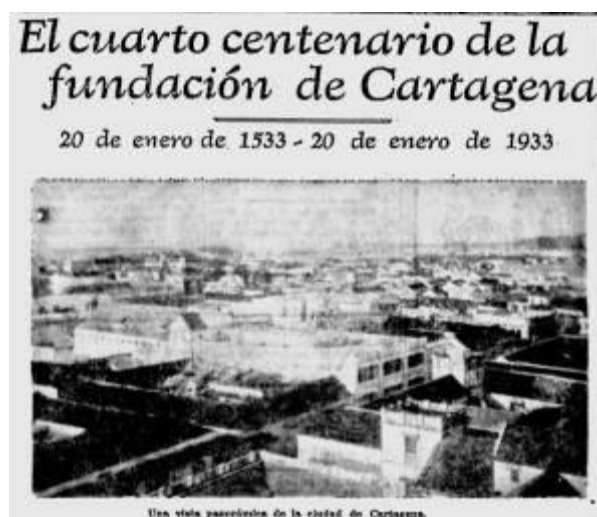 El cuarto centenario de la
fundación de Cartagena
20 de enero de 1533 - 20 de enero de 1933
Una vista panorámica de la ciudad de Cartagena.